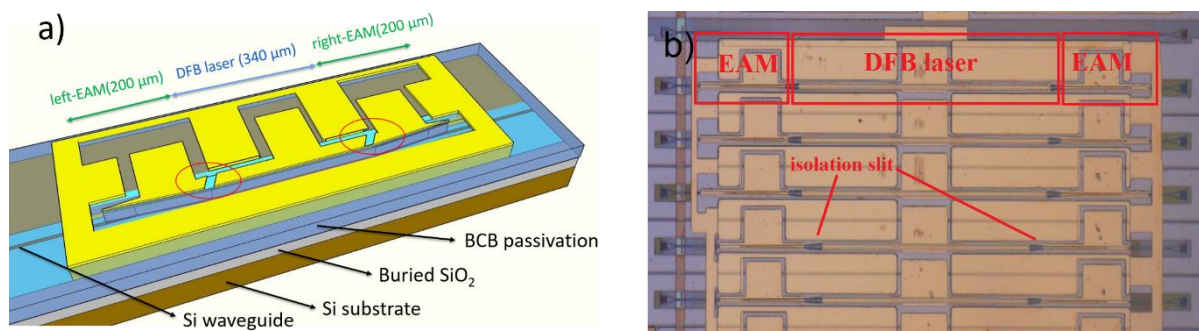 a)
left-EAM(200 μm)
DFB laser (340 μm)
right-EAM(200 μm)
BCB passivation
Buried SiO₂
Si substrate
Si waveguide
b)
EAM
DFB laser
EAM
isolation slit